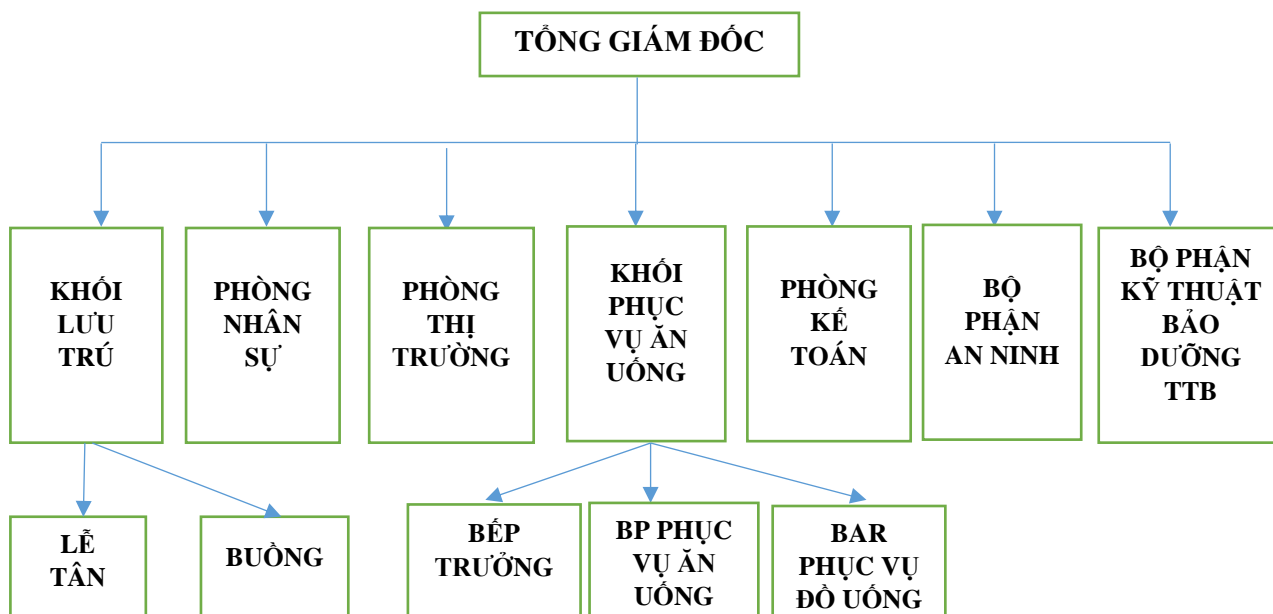 TỔNG GIÁM ĐỐC
KHỐI
LƯU
TRÚ
PHÒNG
NHÂN
SỰ
PHÒNG
THỊ
TRƯỜNG
KHỐI
PHỤC
VỤ ĂN
UỐNG
PHÒNG
KẾ
TOÁN
BỘ
PHẬN
AN NINH
BỘ PHẬN
KỸ THUẬT
BẢO
DƯỠNG
TTB
LỄ
TÂN
BUỒNG
BẾP
TRƯỞNG
BP PHỤC
VỤ ĂN
UỐNG
BAR
PHỤC VỤ
ĐỒ UỐNG